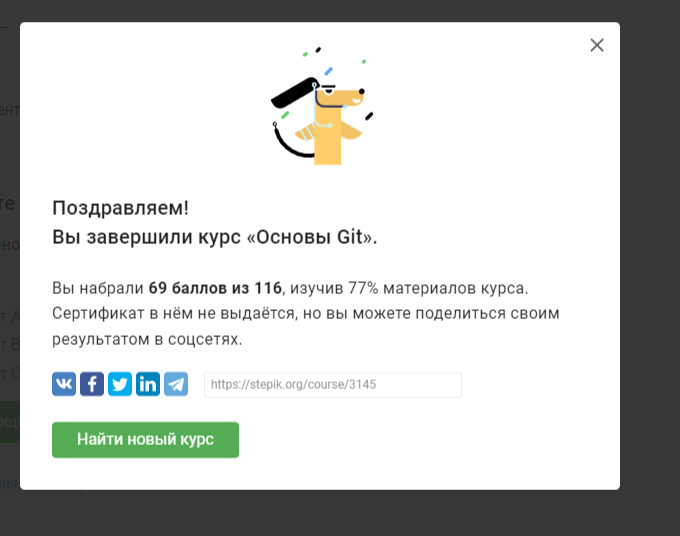 Поздравляем!
Вы завершили курс «Основы Git».
Вы набрали 69 баллов из 116, изучив 77% материалов курса.
Сертификат в нём не выдаётся, но вы можете поделиться своим
результатом в соцсетях.
https://stepik.org/course/3145
Найти новый курс